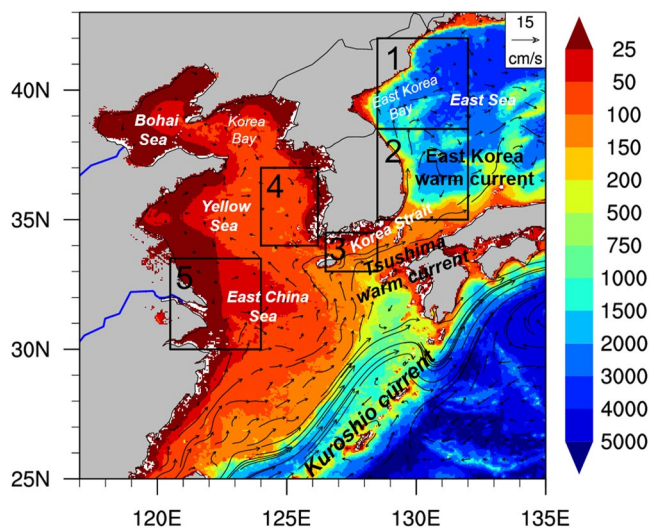 15
cm/s
40N
35N
30N
25N
120E
125E
130E
135E
1
2
3
4
5
Bohai
Sea
Korea
Bay
East Korea
Bay
East Sea
East Korea
warm current
Yellow
Sea
Korea Strait
Tsushima
warm current
East China
Sea
Kuroshio current
25
50
100
150
200
500
750
1000
2000
3000
4000
5000